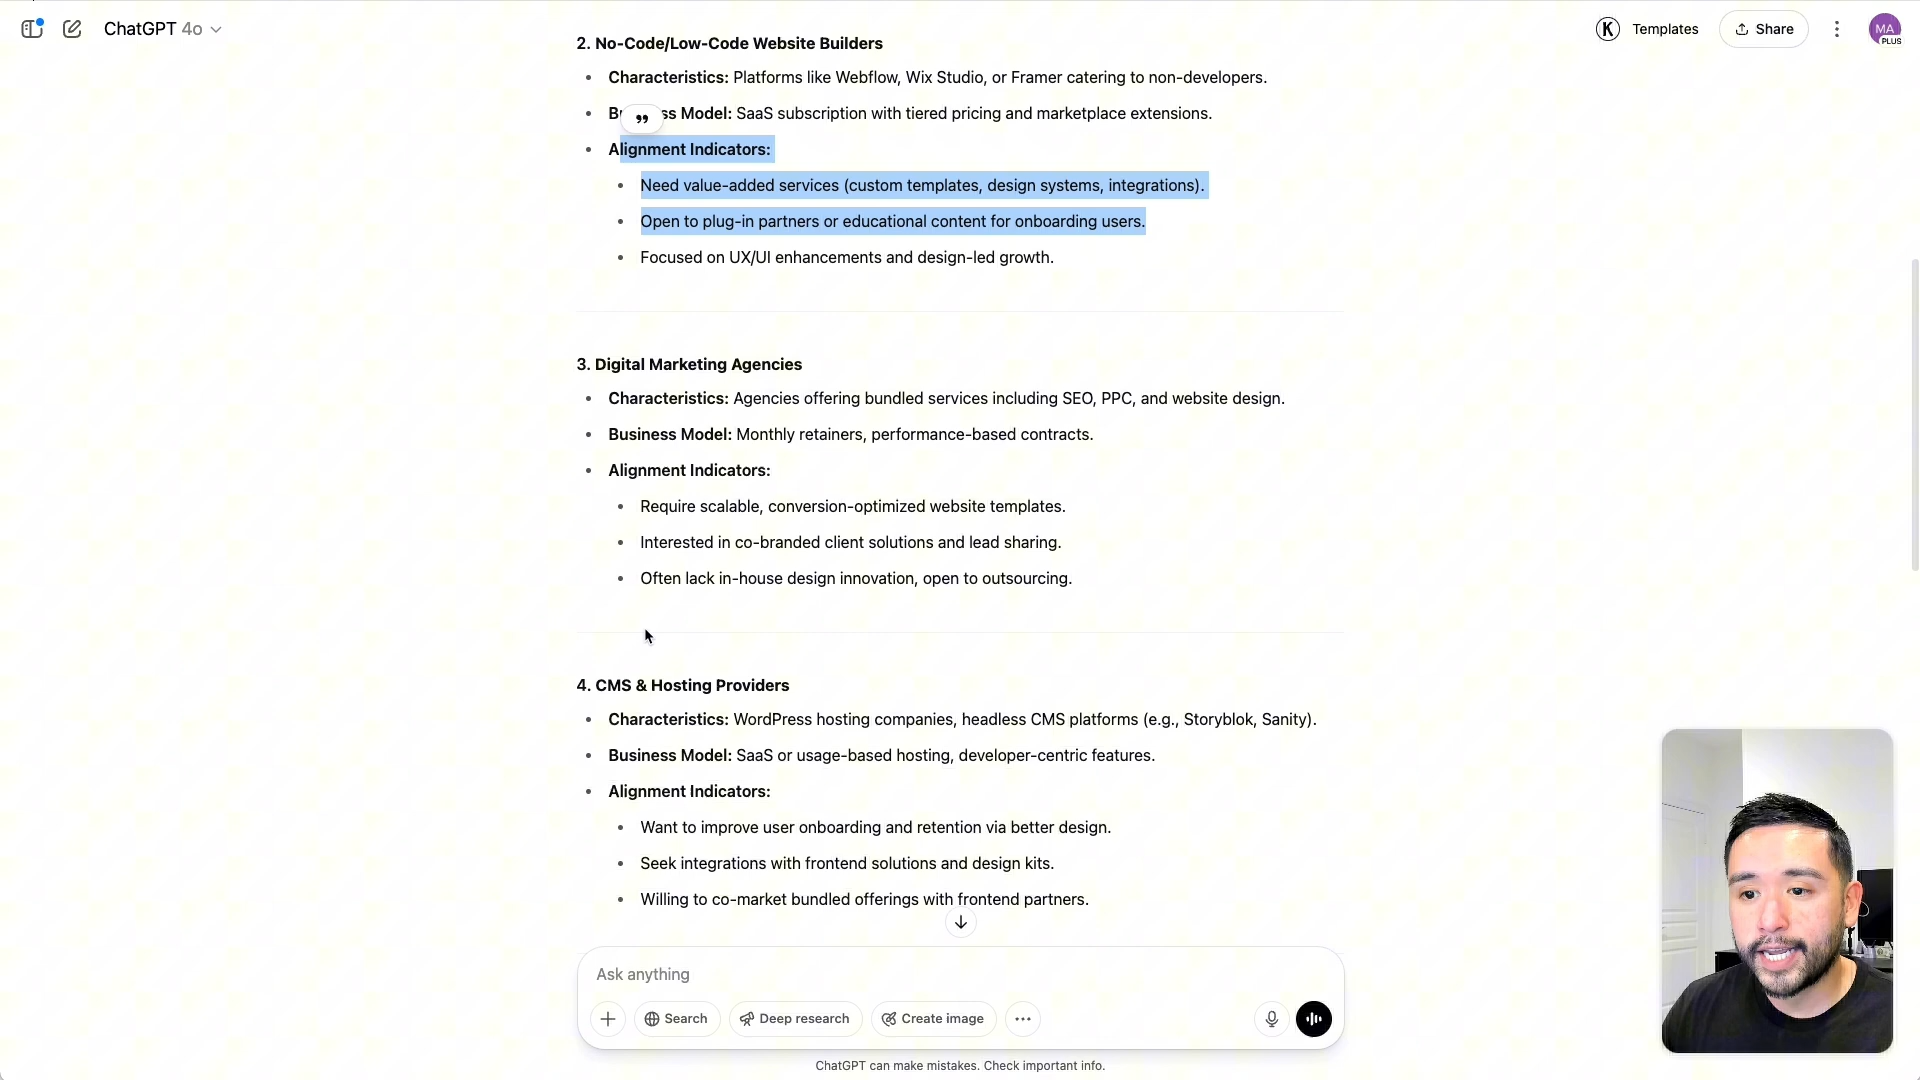 ChatGPT 4o
Templates
Share
MA
PLUS
2. No-Code/Low-Code Website Builders
• Characteristics: Platforms like Webflow, Wix Studio, or Framer catering to non-developers.
• Model: SaaS subscription with tiered pricing and marketplace extensions.
• Alignment Indicators:
• Need value-added services (custom templates, design systems, integrations).
• Open to plug-in partners or educational content for onboarding users.
• Focused on UX/UI enhancements and design-led growth.
3. Digital Marketing Agencies
• Characteristics: Agencies offering bundled services including SEO, PPC, and website design.
• Business Model: Monthly retainers, performance-based contracts.
• Alignment Indicators:
• Require scalable, conversion-optimized website templates.
• Interested in co-branded client solutions and lead sharing.
• Often lack in-house design innovation, open to outsourcing.
4. CMS & Hosting Providers
• Characteristics: WordPress hosting companies, headless CMS platforms (e.g., Storyblok, Sanity).
• Business Model: SaaS or usage-based hosting, developer-centric features.
• Alignment Indicators:
• Want to improve user onboarding and retention via better design.
• Seek integrations with frontend solutions and design kits.
• Willing to co-market bundled offerings with frontend partners.
Ask anything
Search
Deep research
Create image
ChatGPT can make mistakes. Check important info.